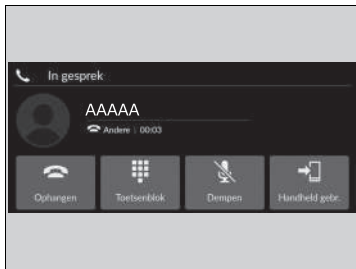 In gesprek
AAAAA
Andere | 00:03
Ophangen Toetsenblok Dempen Handheld gebr.